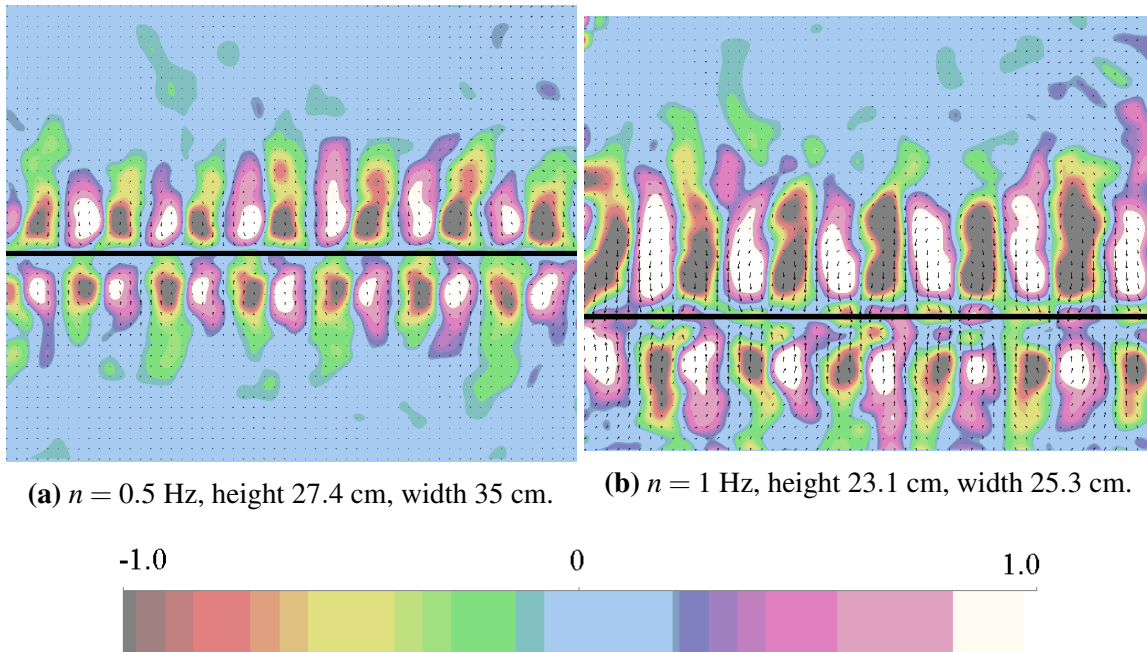 (a) n = 0.5 Hz, height 27.4 cm, width 35 cm.
(b) n = 1 Hz, height 23.1 cm, width 25.3 cm.
-1.0 0 1.0